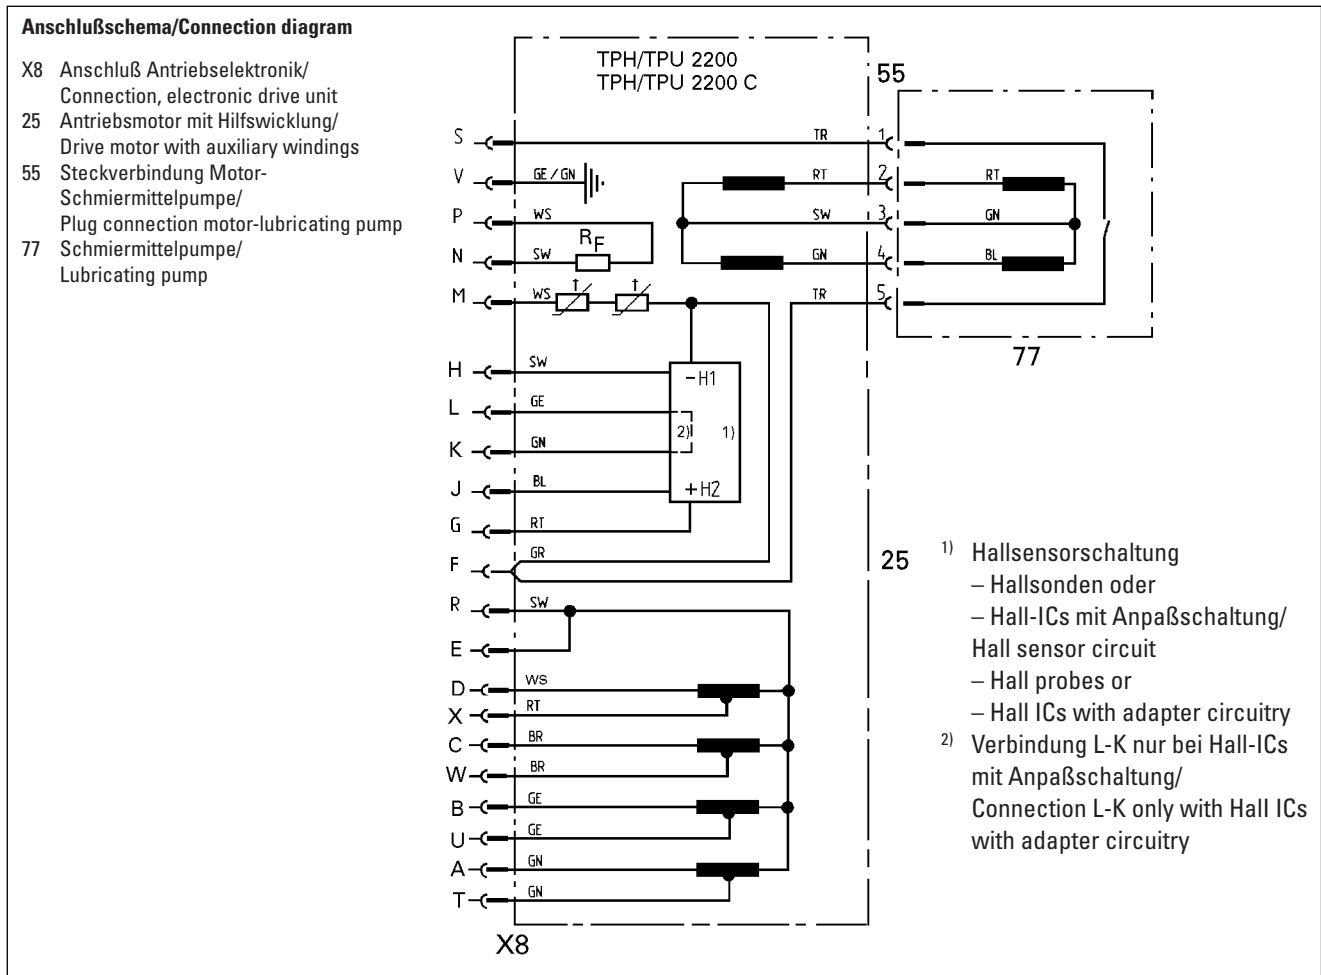 Anschlußschema/Connection diagram
X8 Anschluß Antriebselektronik/
Connection, electronic drive unit
25 Antriebsmotor mit Hilfswicklung/
Drive motor with auxiliary windings
55 Steckverbindung Motor-
Schmiermittelpumpe/
Plug connection motor-lubricating pump
77 Schmiermittelpumpe/
Lubricating pump
TPH/TPU 2200
TPH/TPU 2200 C
55
S TR 1
V GE/GN RT 2 RT
P WS SW 3 GN
N SW RF GN 4 BL
M WS t t TR 5
77
H SW -H1
L GE
2) 1)
K GN
J BL +H2
G RT
F GR
25
R SW
E
D WS
X RT
C BR
W BR
B GE
U GE
A GN
T GN
X8
1) Hallsensorschaltung
– Hallsonden oder
– Hall-ICs mit Anpaßschaltung/
Hall sensor circuit
– Hall probes or
– Hall ICs with adapter circuitry
2) Verbindung L-K nur bei Hall-ICs
mit Anpaßschaltung/
Connection L-K only with Hall ICs
with adapter circuitry